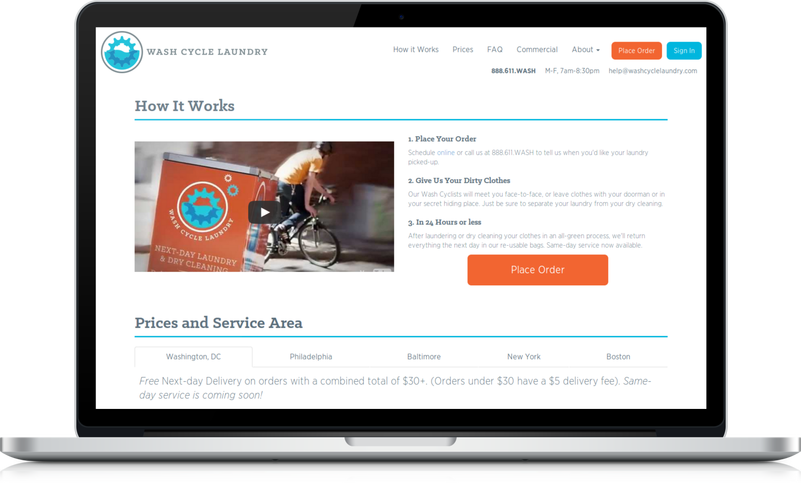 WASH CYCLE LAUNDRY
How it Works
Prices
FAQ
Commercial
About
Place Order
Sign In
888.611.WASH
M-F, 7am-8:30pm
help@washcyclelaundry.com
How It Works
WASH CYCLE LAUNDRY
NEXT-DAY LAUNDRY
& DRY CLEANING
1. Place Your Order
Schedule online or call us at 888.611.WASH to tell us when you'd like your laundry
picked-up.
2. Give Us Your Dirty Clothes
Our Wash Cyclists will meet you face-to-face, or leave clothes with your doorman or in
your secret hiding place. Just be sure to separate your laundry from your dry cleaning.
3. In 24 Hours or less
After laundering or dry cleaning your clothes in an all-green process, we'll return
everything the next day in our re-usable bags. Same-day service now available.
Place Order
Prices and Service Area
Washington, DC
Philadelphia
Baltimore
New York
Boston
Free Next-day Delivery on orders with a combined total of $30+. (Orders under $30 have a $5 delivery fee). Same-
day service is coming soon!